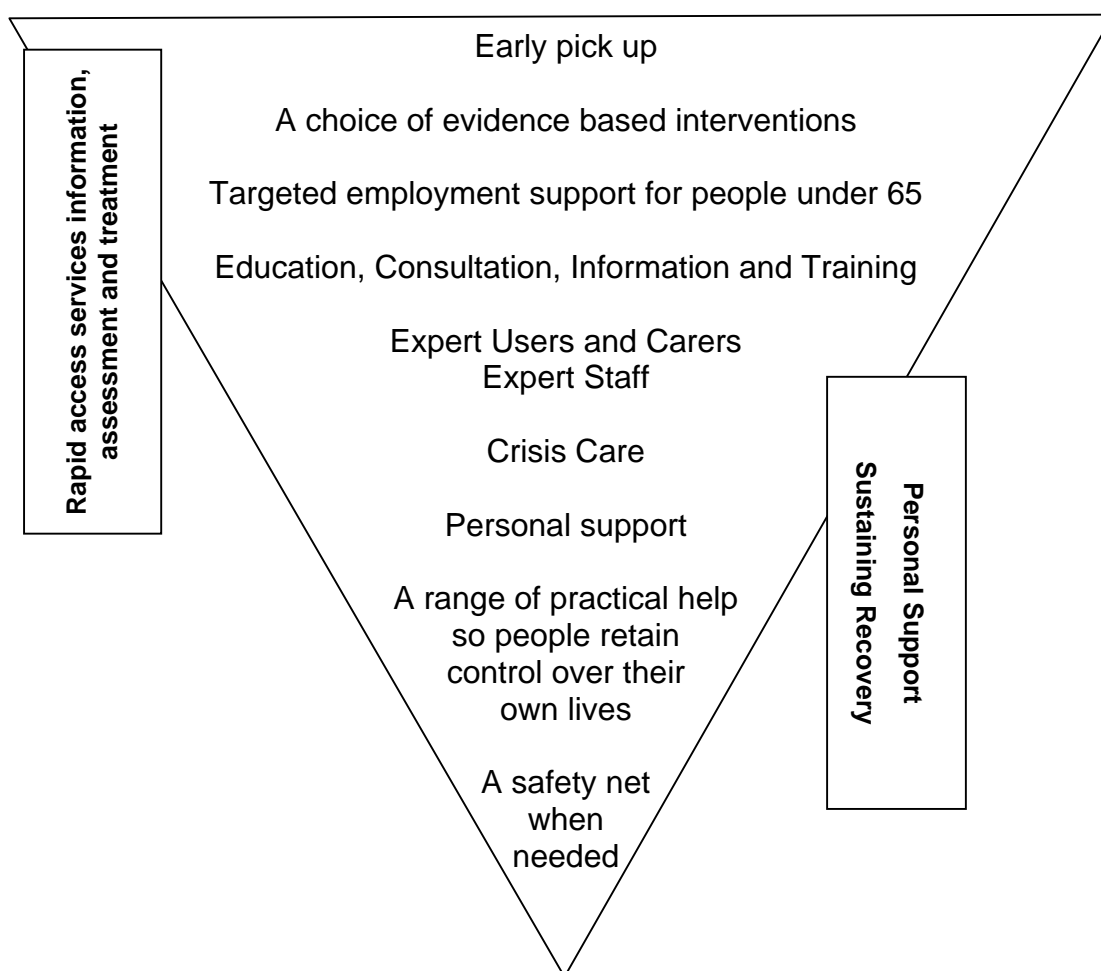 Rapid access services information,
assessment and treatment
Early pick up
A choice of evidence based interventions
Targeted employment support for people under 65
Education, Consultation, Information and Training
Expert Users and Carers
Expert Staff
Crisis Care
Personal support
A range of practical help
so people retain
control over their
own lives
A safety net
when
needed
Personal Support
Sustaining Recovery